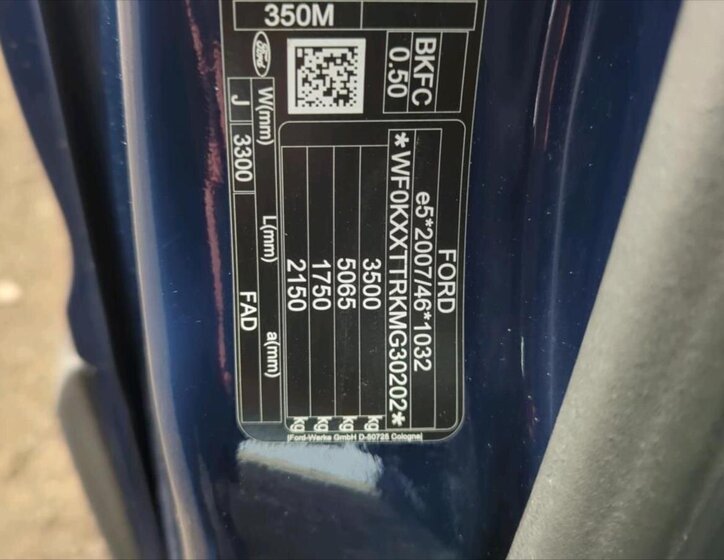 FORD
e5*2007/46*1032
*WF0KXXTTRKMG30202*
3500 kg
5065 kg
1750 kg
2150 kg
BKFC
0.50
Ford
W(mm) L(mm) a(mm)
J 3300 FAD
350M
(Ford-Werke GmbH D-50725 Cologne)